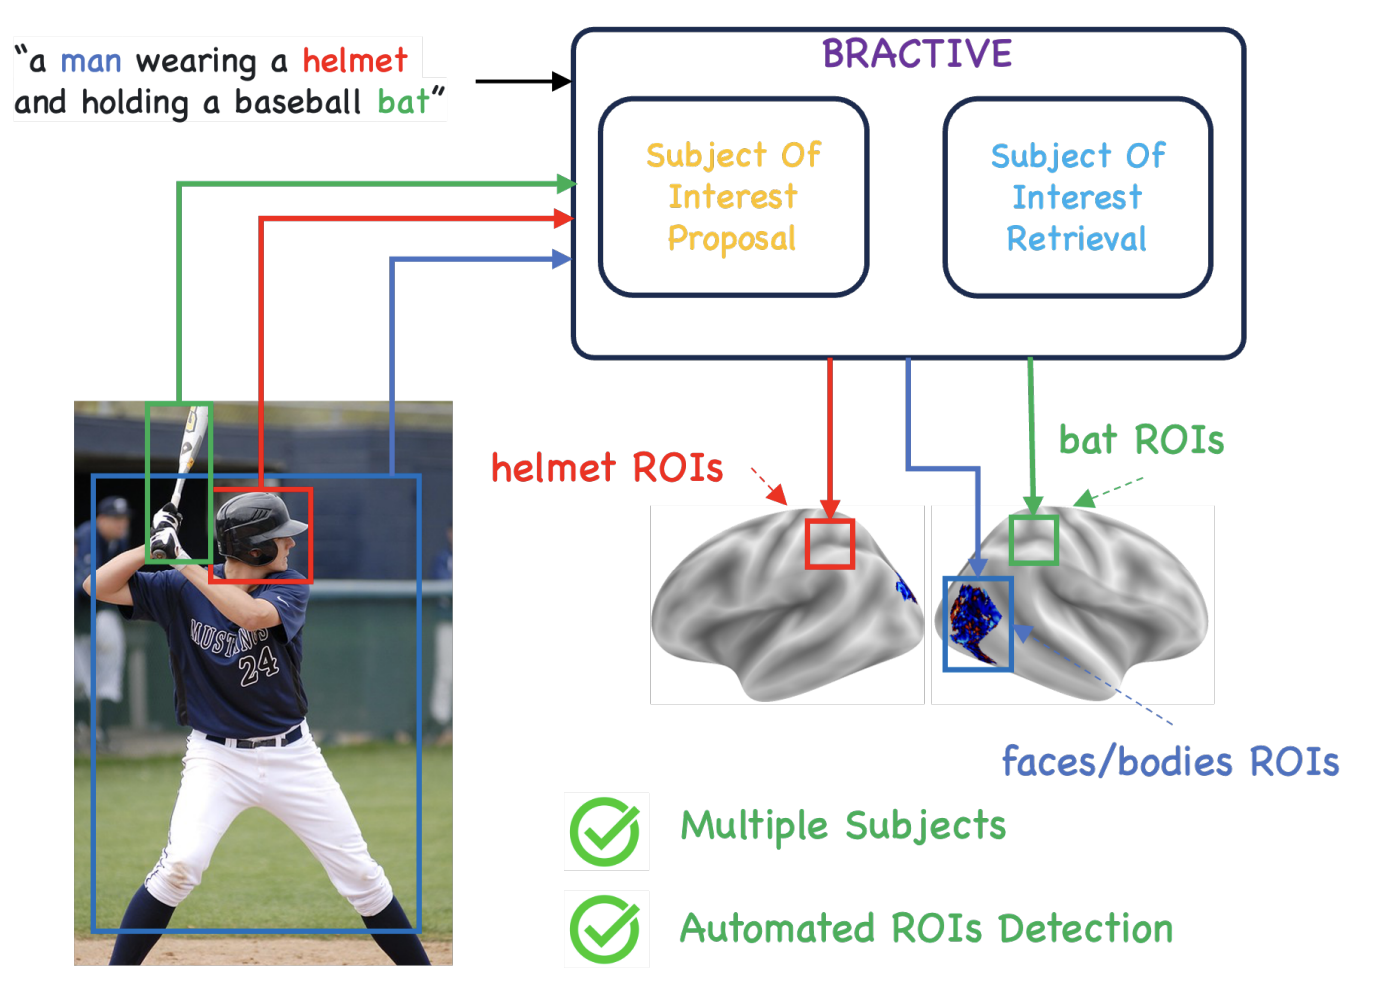 “a man wearing a helmet
and holding a baseball bat”
BRACTIVE
Subject Of
Interest
Proposal
Subject Of
Interest
Retrieval
helmet ROIs
bat ROIs
MUSTANGS
24
faces/bodies ROIs
Multiple Subjects
Automated ROIs Detection